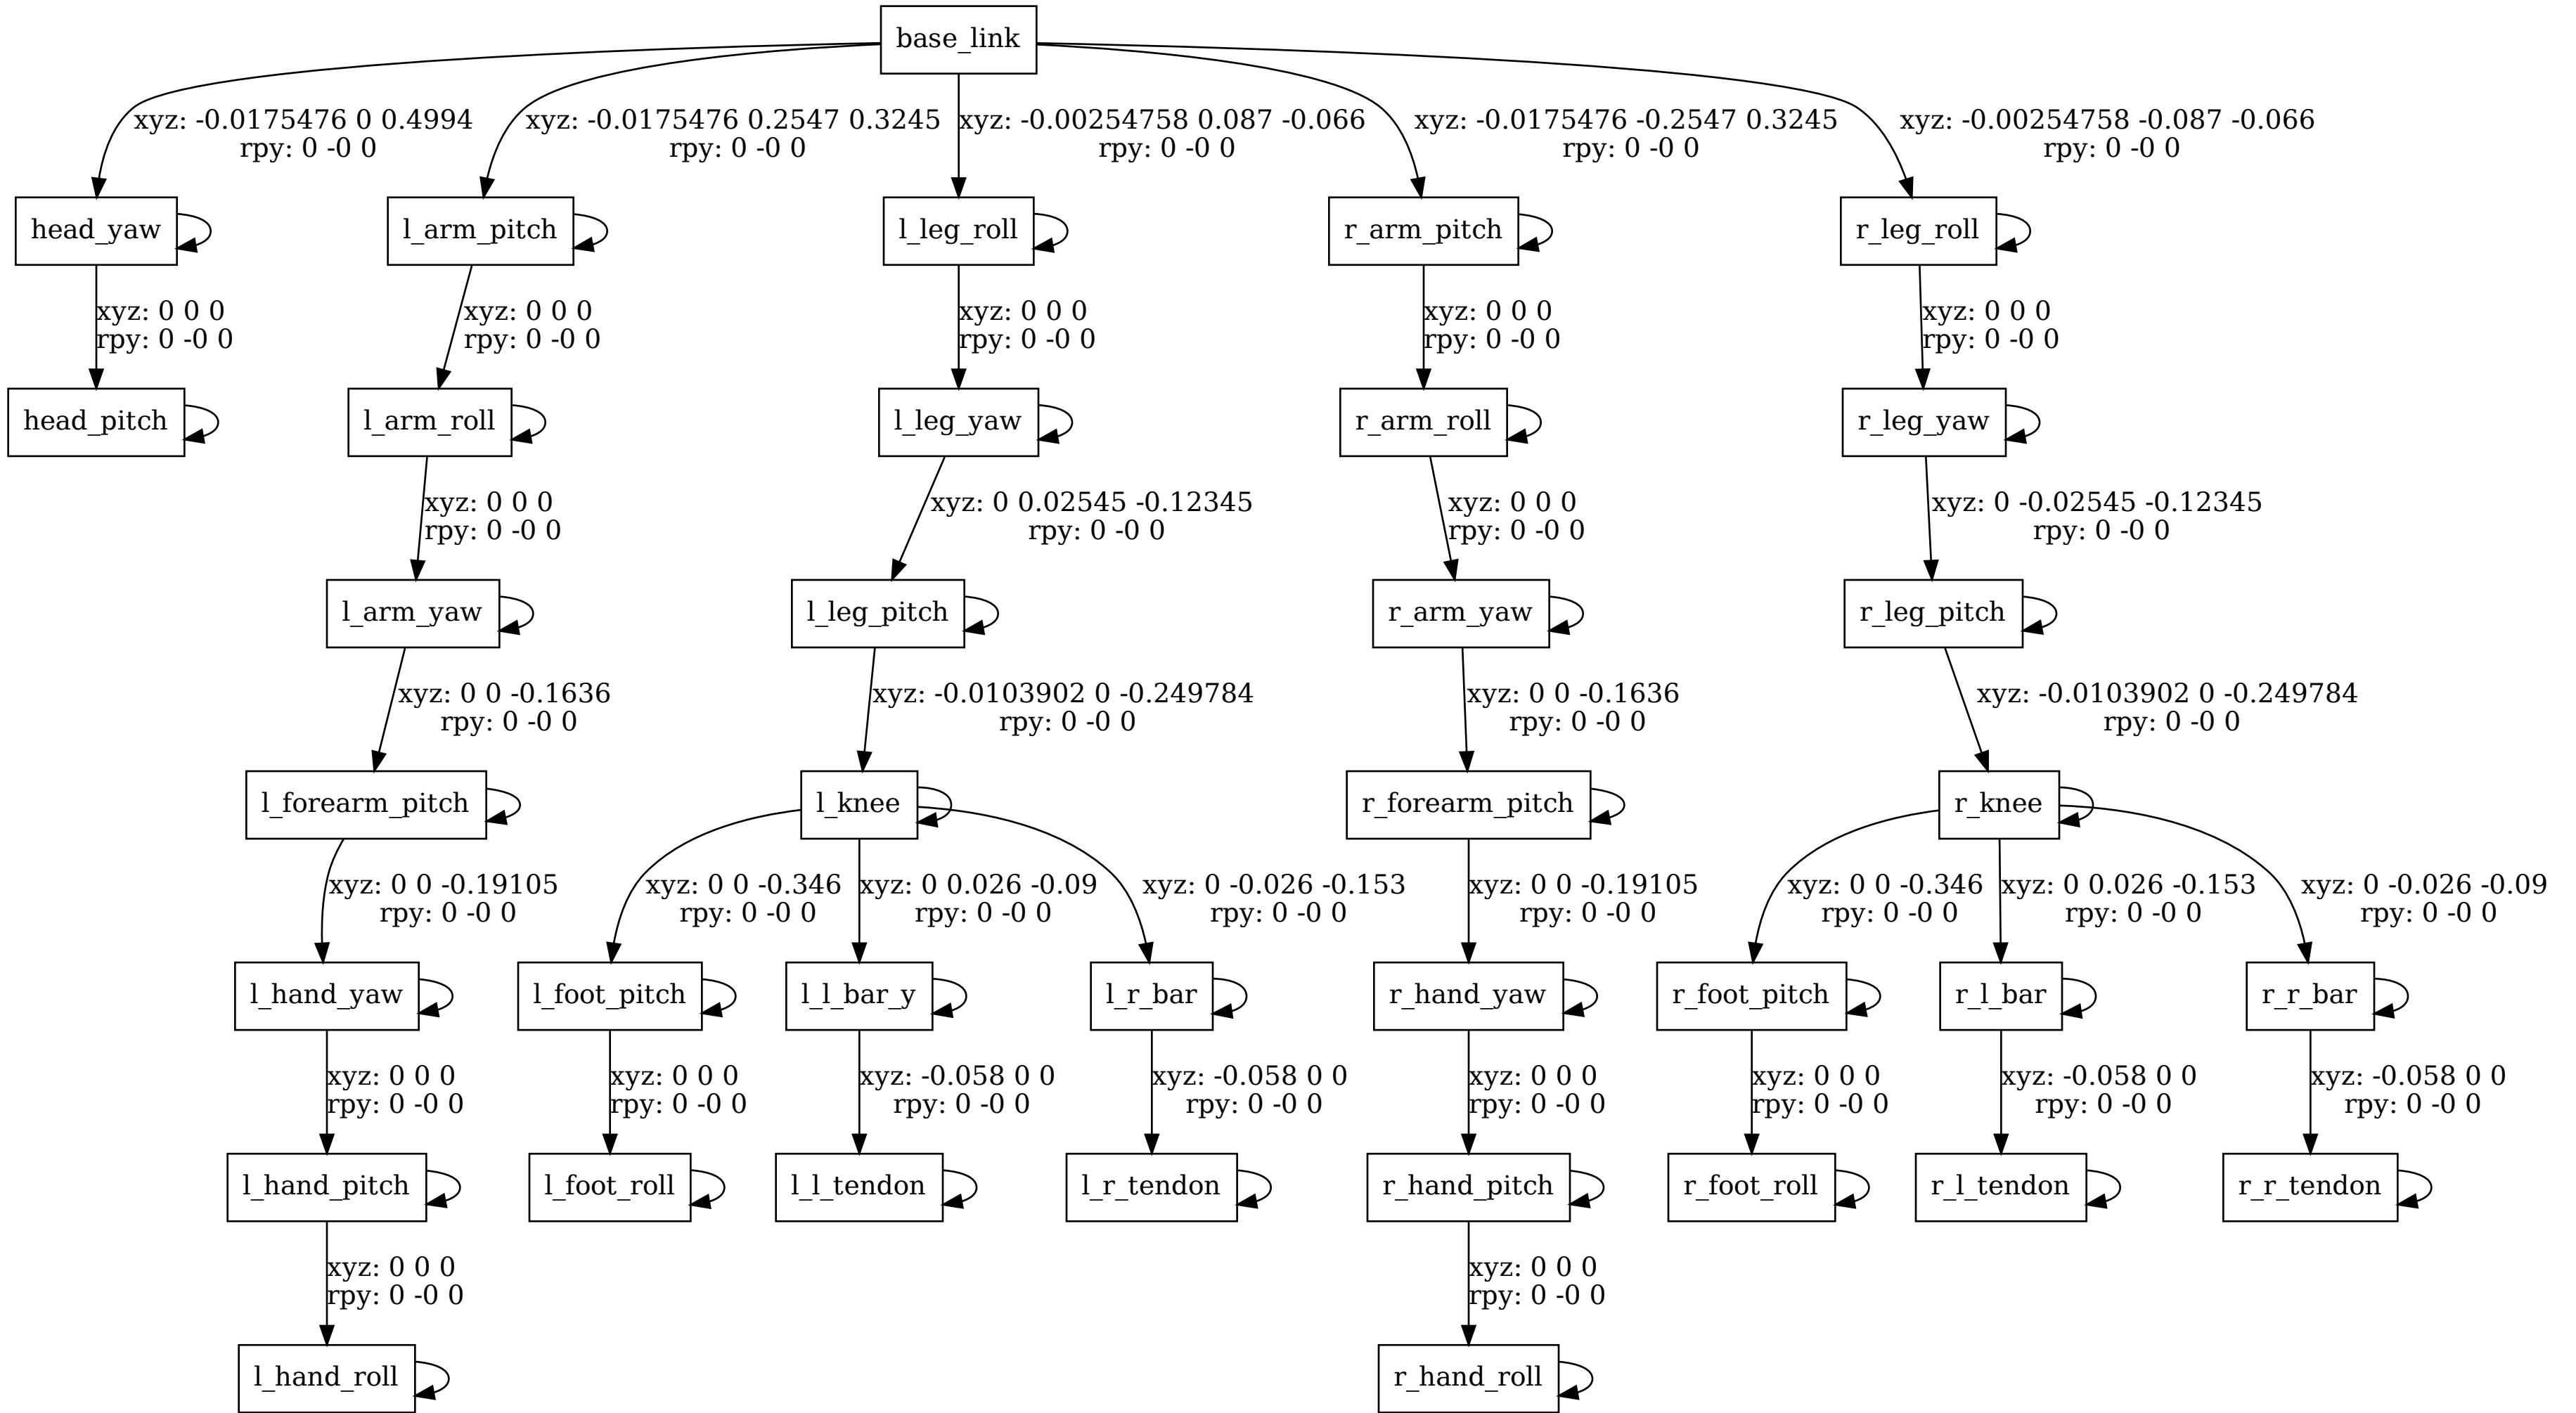 base_link
xyz: -0.0175476 0 0.4994
rpy: 0 -0 0
xyz: -0.0175476 0.2547 0.3245
rpy: 0 -0 0
xyz: -0.00254758 0.087 -0.066
rpy: 0 -0 0
xyz: -0.0175476 -0.2547 0.3245
rpy: 0 -0 0
xyz: -0.00254758 -0.087 -0.066
rpy: 0 -0 0
head_yaw
l_arm_pitch
l_leg_roll
r_arm_pitch
r_leg_roll
xyz: 0 0 0
rpy: 0 -0 0
xyz: 0 0 0
rpy: 0 -0 0
xyz: 0 0 0
rpy: 0 -0 0
xyz: 0 0 0
rpy: 0 -0 0
xyz: 0 0 0
rpy: 0 -0 0
head_pitch
l_arm_roll
l_leg_yaw
r_arm_roll
r_leg_yaw
xyz: 0 0 0
rpy: 0 -0 0
xyz: 0 0.02545 -0.12345
rpy: 0 -0 0
xyz: 0 0 0
rpy: 0 -0 0
xyz: 0 -0.02545 -0.12345
rpy: 0 -0 0
l_arm_yaw
l_leg_pitch
r_arm_yaw
r_leg_pitch
xyz: 0 0 -0.1636
rpy: 0 -0 0
xyz: -0.0103902 0 -0.249784
rpy: 0 -0 0
xyz: 0 0 -0.1636
rpy: 0 -0 0
xyz: -0.0103902 0 -0.249784
rpy: 0 -0 0
l_forearm_pitch
l_knee
r_forearm_pitch
r_knee
xyz: 0 0 -0.19105
rpy: 0 -0 0
xyz: 0 0 -0.346
rpy: 0 -0 0
xyz: 0 0.026 -0.09
rpy: 0 -0 0
xyz: 0 -0.026 -0.153
rpy: 0 -0 0
xyz: 0 0 -0.19105
rpy: 0 -0 0
xyz: 0 0 -0.346
rpy: 0 -0 0
xyz: 0 0.026 -0.153
rpy: 0 -0 0
xyz: 0 -0.026 -0.09
rpy: 0 -0 0
l_hand_yaw
l_foot_pitch
l_l_bar_y
l_r_bar
r_hand_yaw
r_foot_pitch
r_l_bar
r_r_bar
xyz: 0 0 0
rpy: 0 -0 0
xyz: 0 0 0
rpy: 0 -0 0
xyz: -0.058 0 0
rpy: 0 -0 0
xyz: -0.058 0 0
rpy: 0 -0 0
xyz: 0 0 0
rpy: 0 -0 0
xyz: 0 0 0
rpy: 0 -0 0
xyz: -0.058 0 0
rpy: 0 -0 0
xyz: -0.058 0 0
rpy: 0 -0 0
l_hand_pitch
l_foot_roll
l_l_tendon
l_r_tendon
r_hand_pitch
r_foot_roll
r_l_tendon
r_r_tendon
xyz: 0 0 0
rpy: 0 -0 0
xyz: 0 0 0
rpy: 0 -0 0
l_hand_roll
r_hand_roll